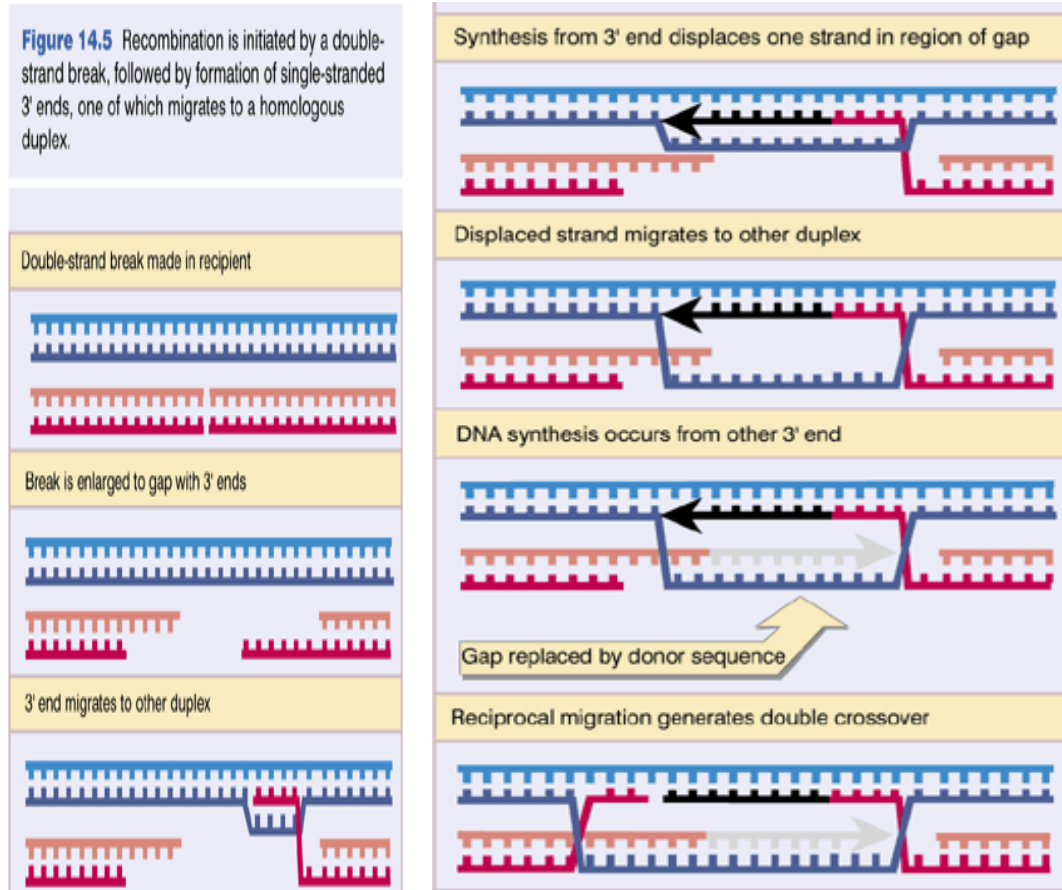 Figure 14.5 Recombination is initiated by a double-
strand break, followed by formation of single-stranded
3' ends, one of which migrates to a homologous
duplex.
Double-strand break made in recipient
Break is enlarged to gap with 3' ends
3' end migrates to other duplex
Synthesis from 3' end displaces one strand in region of gap
Displaced strand migrates to other duplex
DNA synthesis occurs from other 3' end
Gap replaced by donor sequence
Reciprocal migration generates double crossover